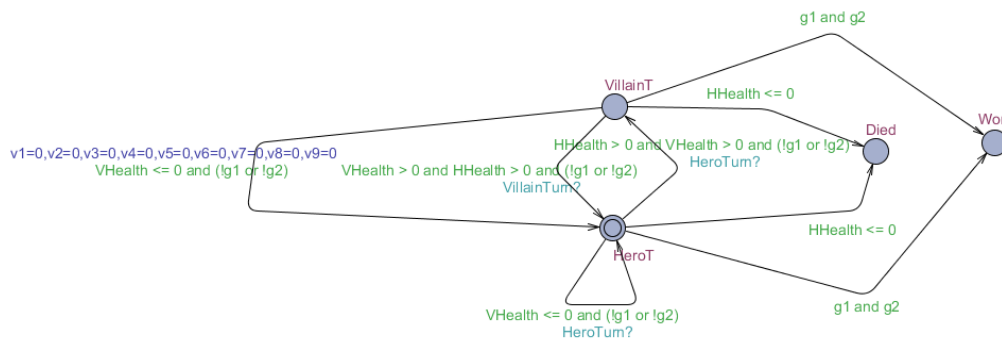 g1 and g2
VillainT
HHealth <= 0
Won
Died
v1=0,v2=0,v3=0,v4=0,v5=0,v6=0,v7=0,v8=0,v9=0
VHealth <= 0 and (!g1 or !g2)
HHealth > 0 and VHealth > 0 and (!g1 or !g2)
HeroTurn?
VHealth > 0 and HHealth > 0 and (!g1 or !g2)
VillainTurn?
HeroT
HHealth <= 0
g1 and g2
VHealth <= 0 and (!g1 or !g2)
HeroTurn?